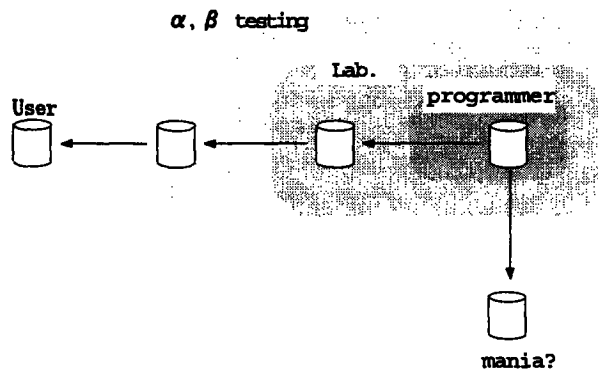 α, β testing
Lab.
programmer
User
mania?